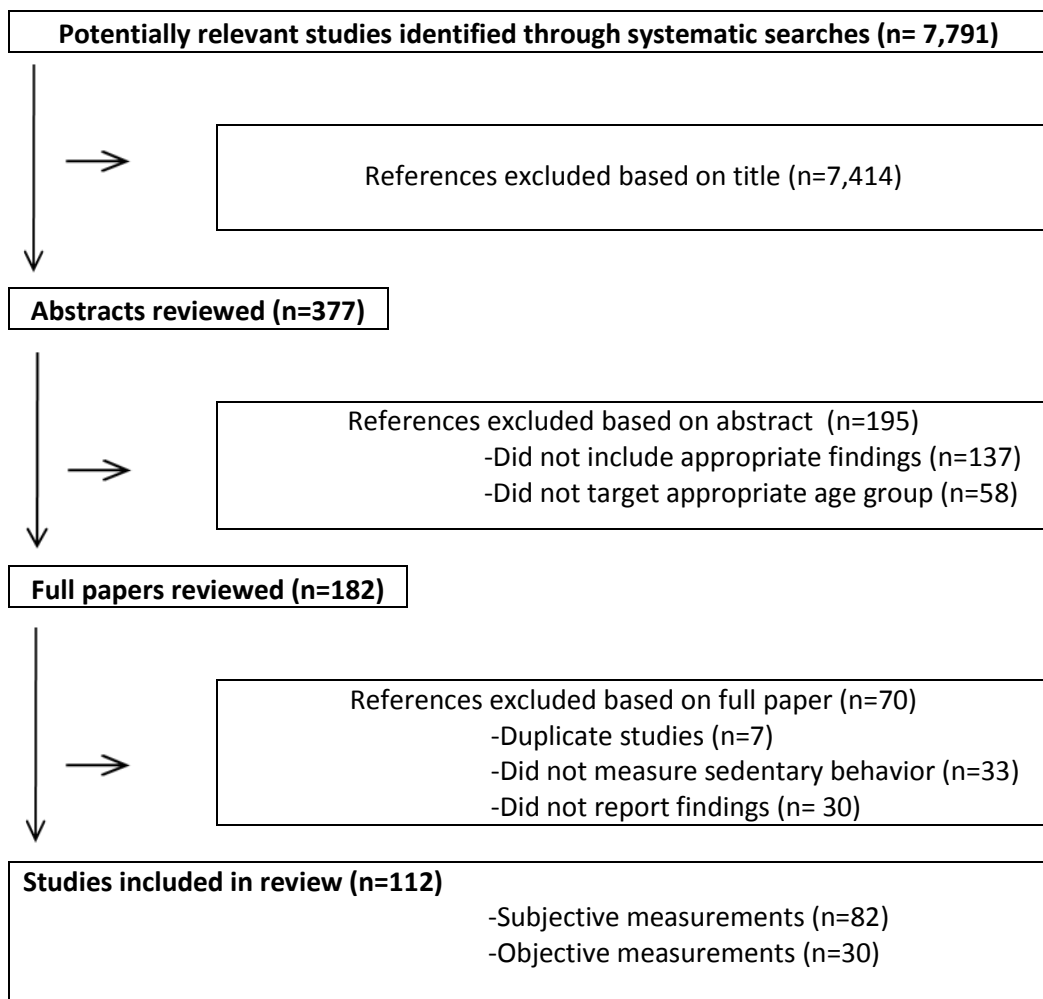 Potentially relevant studies identified through systematic searches (n= 7,791)
References excluded based on title (n=7,414)
Abstracts reviewed (n=377)
References excluded based on abstract  (n=195)
-Did not include appropriate findings (n=137)
-Did not target appropriate age group (n=58)
Full papers reviewed (n=182)
References excluded based on full paper (n=70)
-Duplicate studies (n=7)
-Did not measure sedentary behavior (n=33)
-Did not report findings (n= 30)
Studies included in review (n=112)
-Subjective measurements (n=82)
-Objective measurements (n=30)